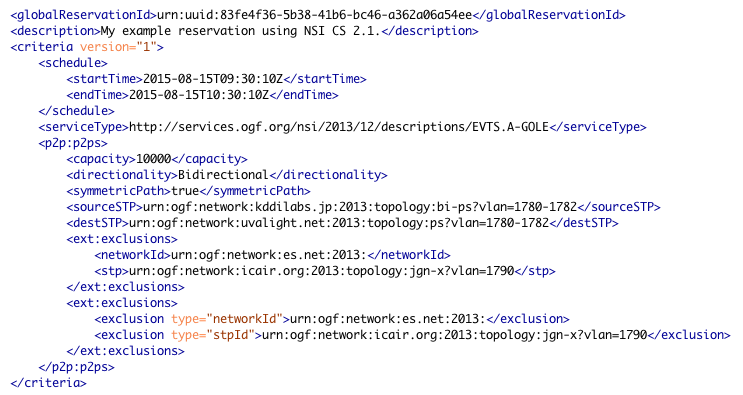 <globalReservationId>urn:uuid:83fe4f36-5b38-41b6-bc46-a362a06a54ee</globalReservationId>
<description>My example reservation using NSI CS 2.1.</description>
<criteria version="1">
    <schedule>
        <startTime>2015-08-15T09:30:10Z</startTime>
        <endTime>2015-08-15T10:30:10Z</endTime>
    </schedule>
    <serviceType>http://services.ogf.org/nsi/2013/12/descriptions/EVTS.A-GOLE</serviceType>
    <p2p:p2ps>
        <capacity>10000</capacity>
        <directionality>Bidirectional</directionality>
        <symmetricPath>true</symmetricPath>
        <sourceSTP>urn:ogf:network:kddilabs.jp:2013:topology:bi-ps?vlan=1780-1782</sourceSTP>
        <destSTP>urn:ogf:network:uvalight.net:2013:topology:ps?vlan=1780-1782</destSTP>
        <ext:exclusions>
            <networkId>urn:ogf:network:es.net:2013:</networkId>
            <stp>urn:ogf:network:icair.org:2013:topology:jgn-x?vlan=1790</stp>
        </ext:exclusions>
        <ext:exclusions>
            <exclusion type="networkId">urn:ogf:network:es.net:2013:</exclusion>
            <exclusion type="stpId">urn:ogf:network:icair.org:2013:topology:jgn-x?vlan=1790</exclusion>
        </ext:exclusions>
    </p2p:p2ps>
</criteria>